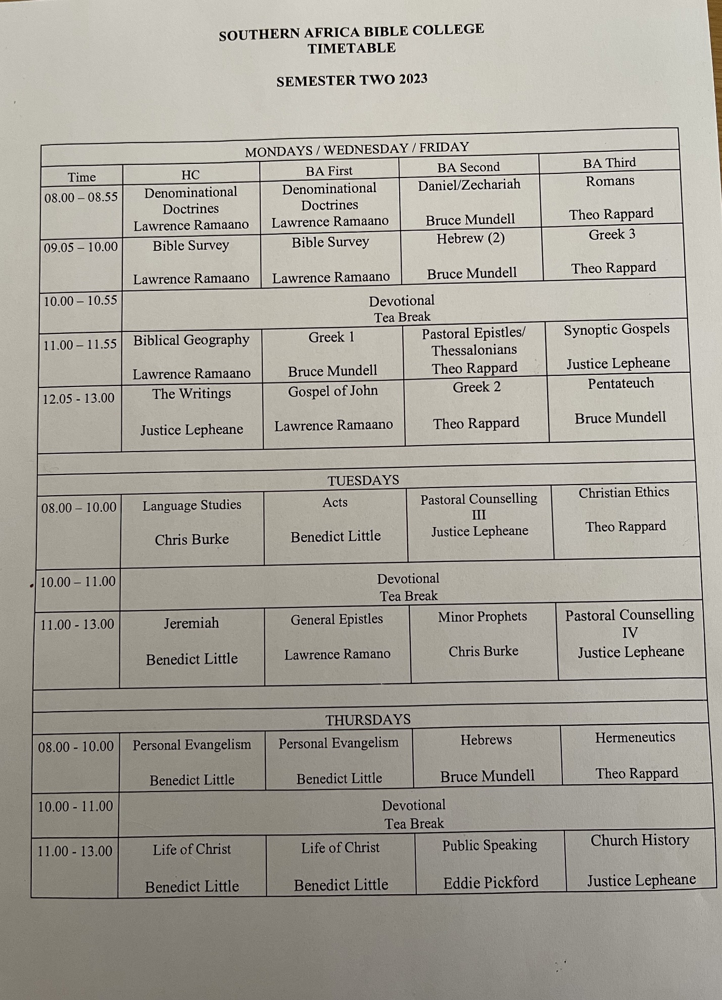 SOUTHERN AFRICA BIBLE COLLEGE
TIMETABLE
SEMESTER TWO 2023
MONDAYS / WEDNESDAY / FRIDAY
Time HC BA First BA Second BA Third
08.00 – 08.55 Denominational Denominational Daniel/Zechariah Romans
Doctrines Doctrines
Lawrence Ramaano Lawrence Ramaano Bruce Mundell Theo Rappard
09.05 – 10.00 Bible Survey Bible Survey Hebrew (2) Greek 3
Lawrence Ramaano Lawrence Ramaano Bruce Mundell Theo Rappard
10.00 – 10.55 Devotional
Tea Break
11.00 – 11.55 Biblical Geography Greek 1 Pastoral Epistles/ Synoptic Gospels
Thessalonians
Lawrence Ramaano Bruce Mundell Theo Rappard Justice Lepheane
12.05 - 13.00 The Writings Gospel of John Greek 2 Pentateuch
Justice Lepheane Lawrence Ramaano Theo Rappard Bruce Mundell
TUESDAYS
08.00 – 10.00 Language Studies Acts Pastoral Counselling Christian Ethics
III
Chris Burke Benedict Little Justice Lepheane Theo Rappard
10.00 – 11.00 Devotional
Tea Break
11.00 - 13.00 Jeremiah General Epistles Minor Prophets Pastoral Counselling
IV
Benedict Little Lawrence Ramano Chris Burke Justice Lepheane
THURSDAYS
08.00 - 10.00 Personal Evangelism Personal Evangelism Hebrews Hermeneutics
Benedict Little Benedict Little Bruce Mundell Theo Rappard
10.00 - 11.00 Devotional
Tea Break
11.00 - 13.00 Life of Christ Life of Christ Public Speaking Church History
Benedict Little Benedict Little Eddie Pickford Justice Lepheane